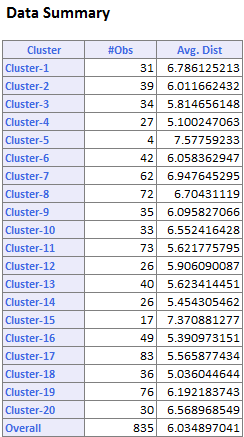 Data Summary
Cluster #Obs Avg. Dist
Cluster-1 31 6.786125213
Cluster-2 39 6.011662432
Cluster-3 34 5.814656148
Cluster-4 27 5.100247063
Cluster-5 4 7.57759233
Cluster-6 42 6.058362947
Cluster-7 62 6.947645295
Cluster-8 72 6.70431119
Cluster-9 35 6.095827066
Cluster-10 33 6.552416428
Cluster-11 73 5.621775795
Cluster-12 26 5.906090087
Cluster-13 40 5.623414451
Cluster-14 26 5.454305462
Cluster-15 17 7.370881277
Cluster-16 49 5.390973151
Cluster-17 83 5.565877434
Cluster-18 36 5.036044644
Cluster-19 76 6.192183743
Cluster-20 30 6.568968549
Overall 835 6.034897041